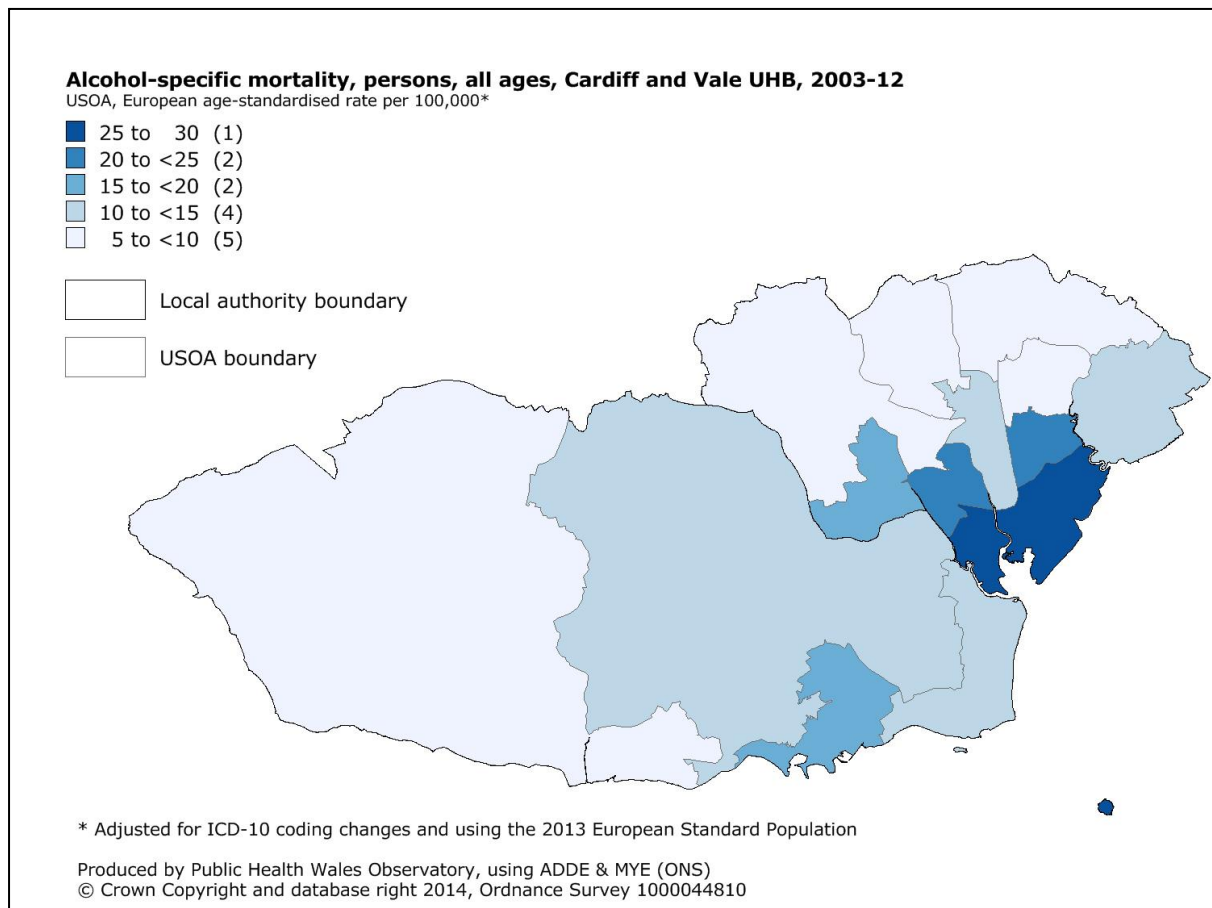 Alcohol-specific mortality, persons, all ages, Cardiff and Vale UHB, 2003-12
USOA, European age-standardised rate per 100,000*
25 to 30 (1)
20 to <25 (2)
15 to <20 (2)
10 to <15 (4)
5 to <10 (5)
Local authority boundary
USOA boundary
* Adjusted for ICD-10 coding changes and using the 2013 European Standard Population
Produced by Public Health Wales Observatory, using ADDE & MYE (ONS)
© Crown Copyright and database right 2014, Ordnance Survey 1000044810